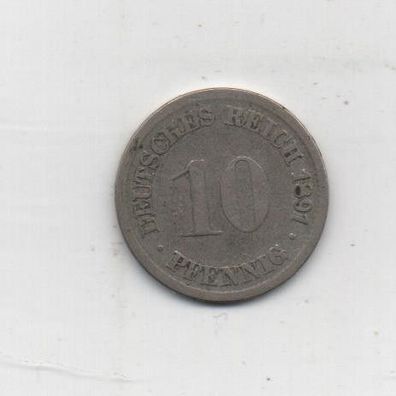 DEUTSCHES REICH 1891
10
• PFENNIG •